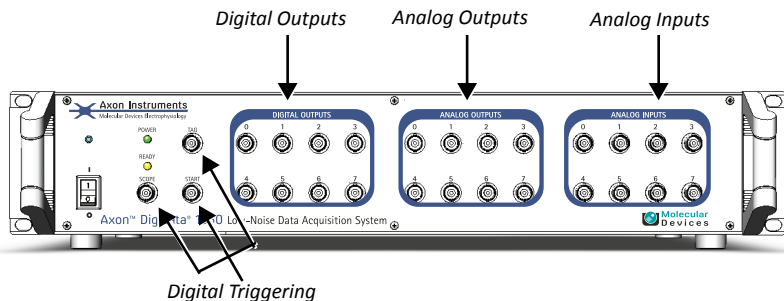 Digital Outputs
Analog Outputs
Analog Inputs
Axon Instruments
Molecular Devices Electrophysiology
DIGITAL OUTPUTS
ANALOG OUTPUTS
ANALOG INPUTS
POWER
TAG
0 1 2 3
0 1 2 3
0 1 2 3
READY
I
SCOPE
START
4 5 6 7
4 5 6 7
4 5 6 7
1
0
Axon™ Low-Noise Data Acquisition System
Molecular
Devices
Digital Triggering